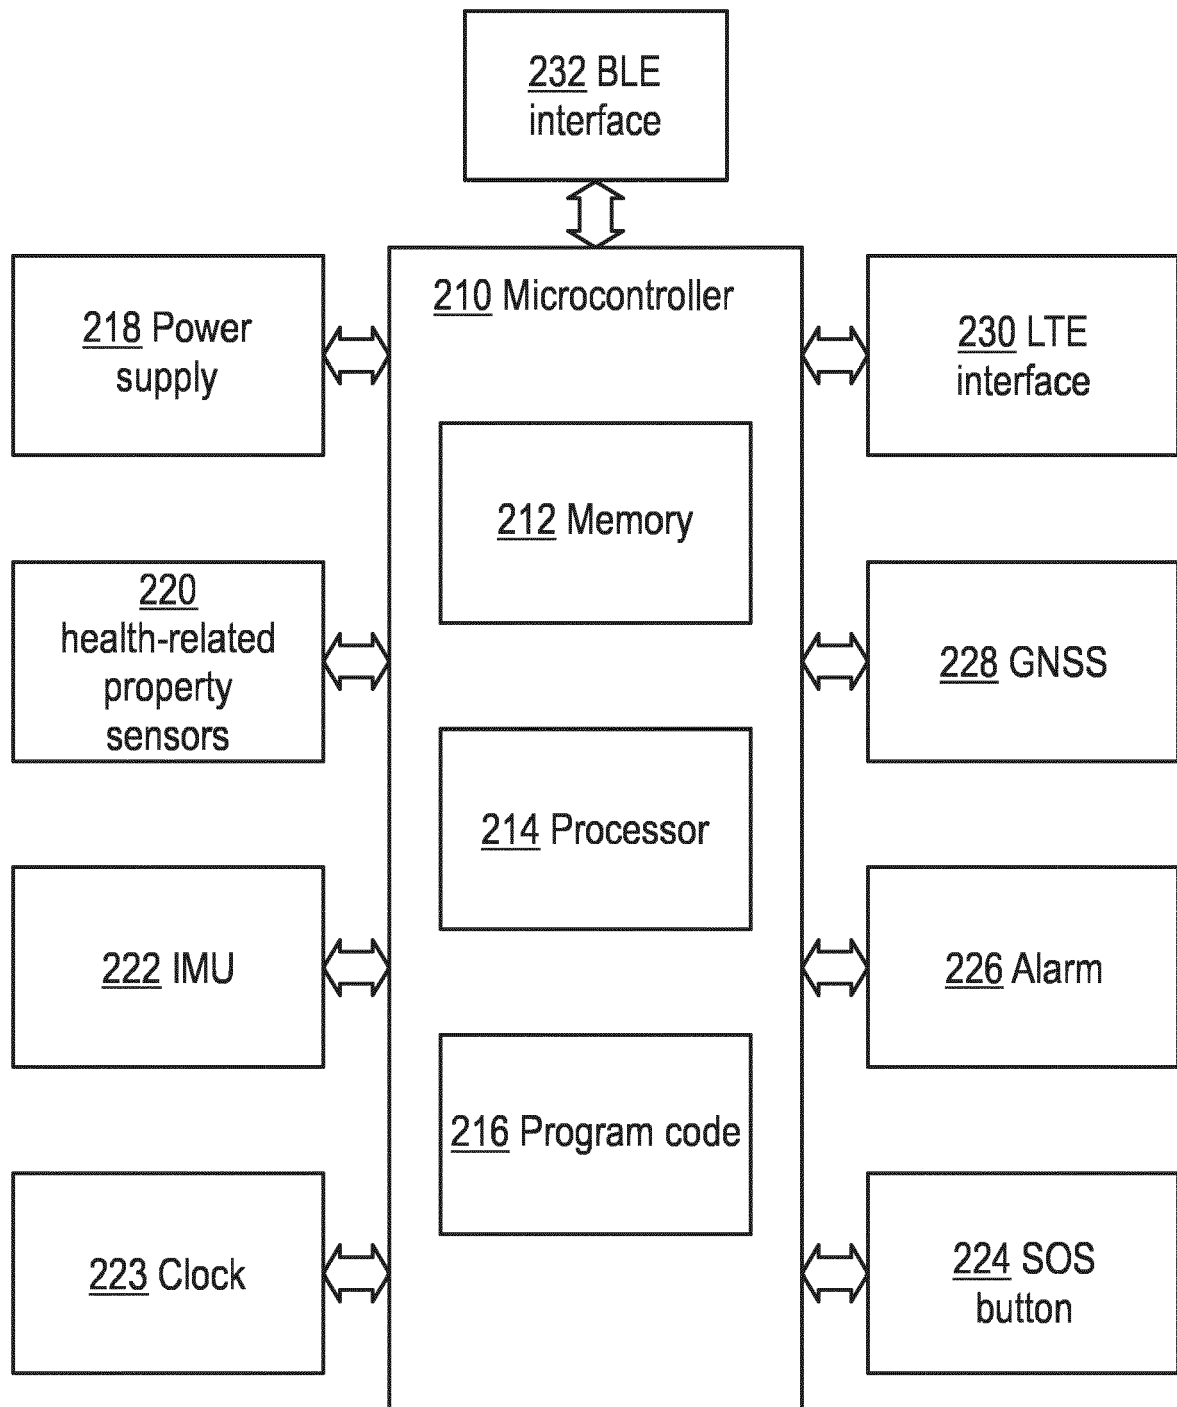 232 BLE
interface
210 Microcontroller
218 Power
supply
230 LTE
interface
212 Memory
220
health-related
property
sensors
228 GNSS
214 Processor
222 IMU
226 Alarm
216 Program code
223 Clock
224 SOS
button